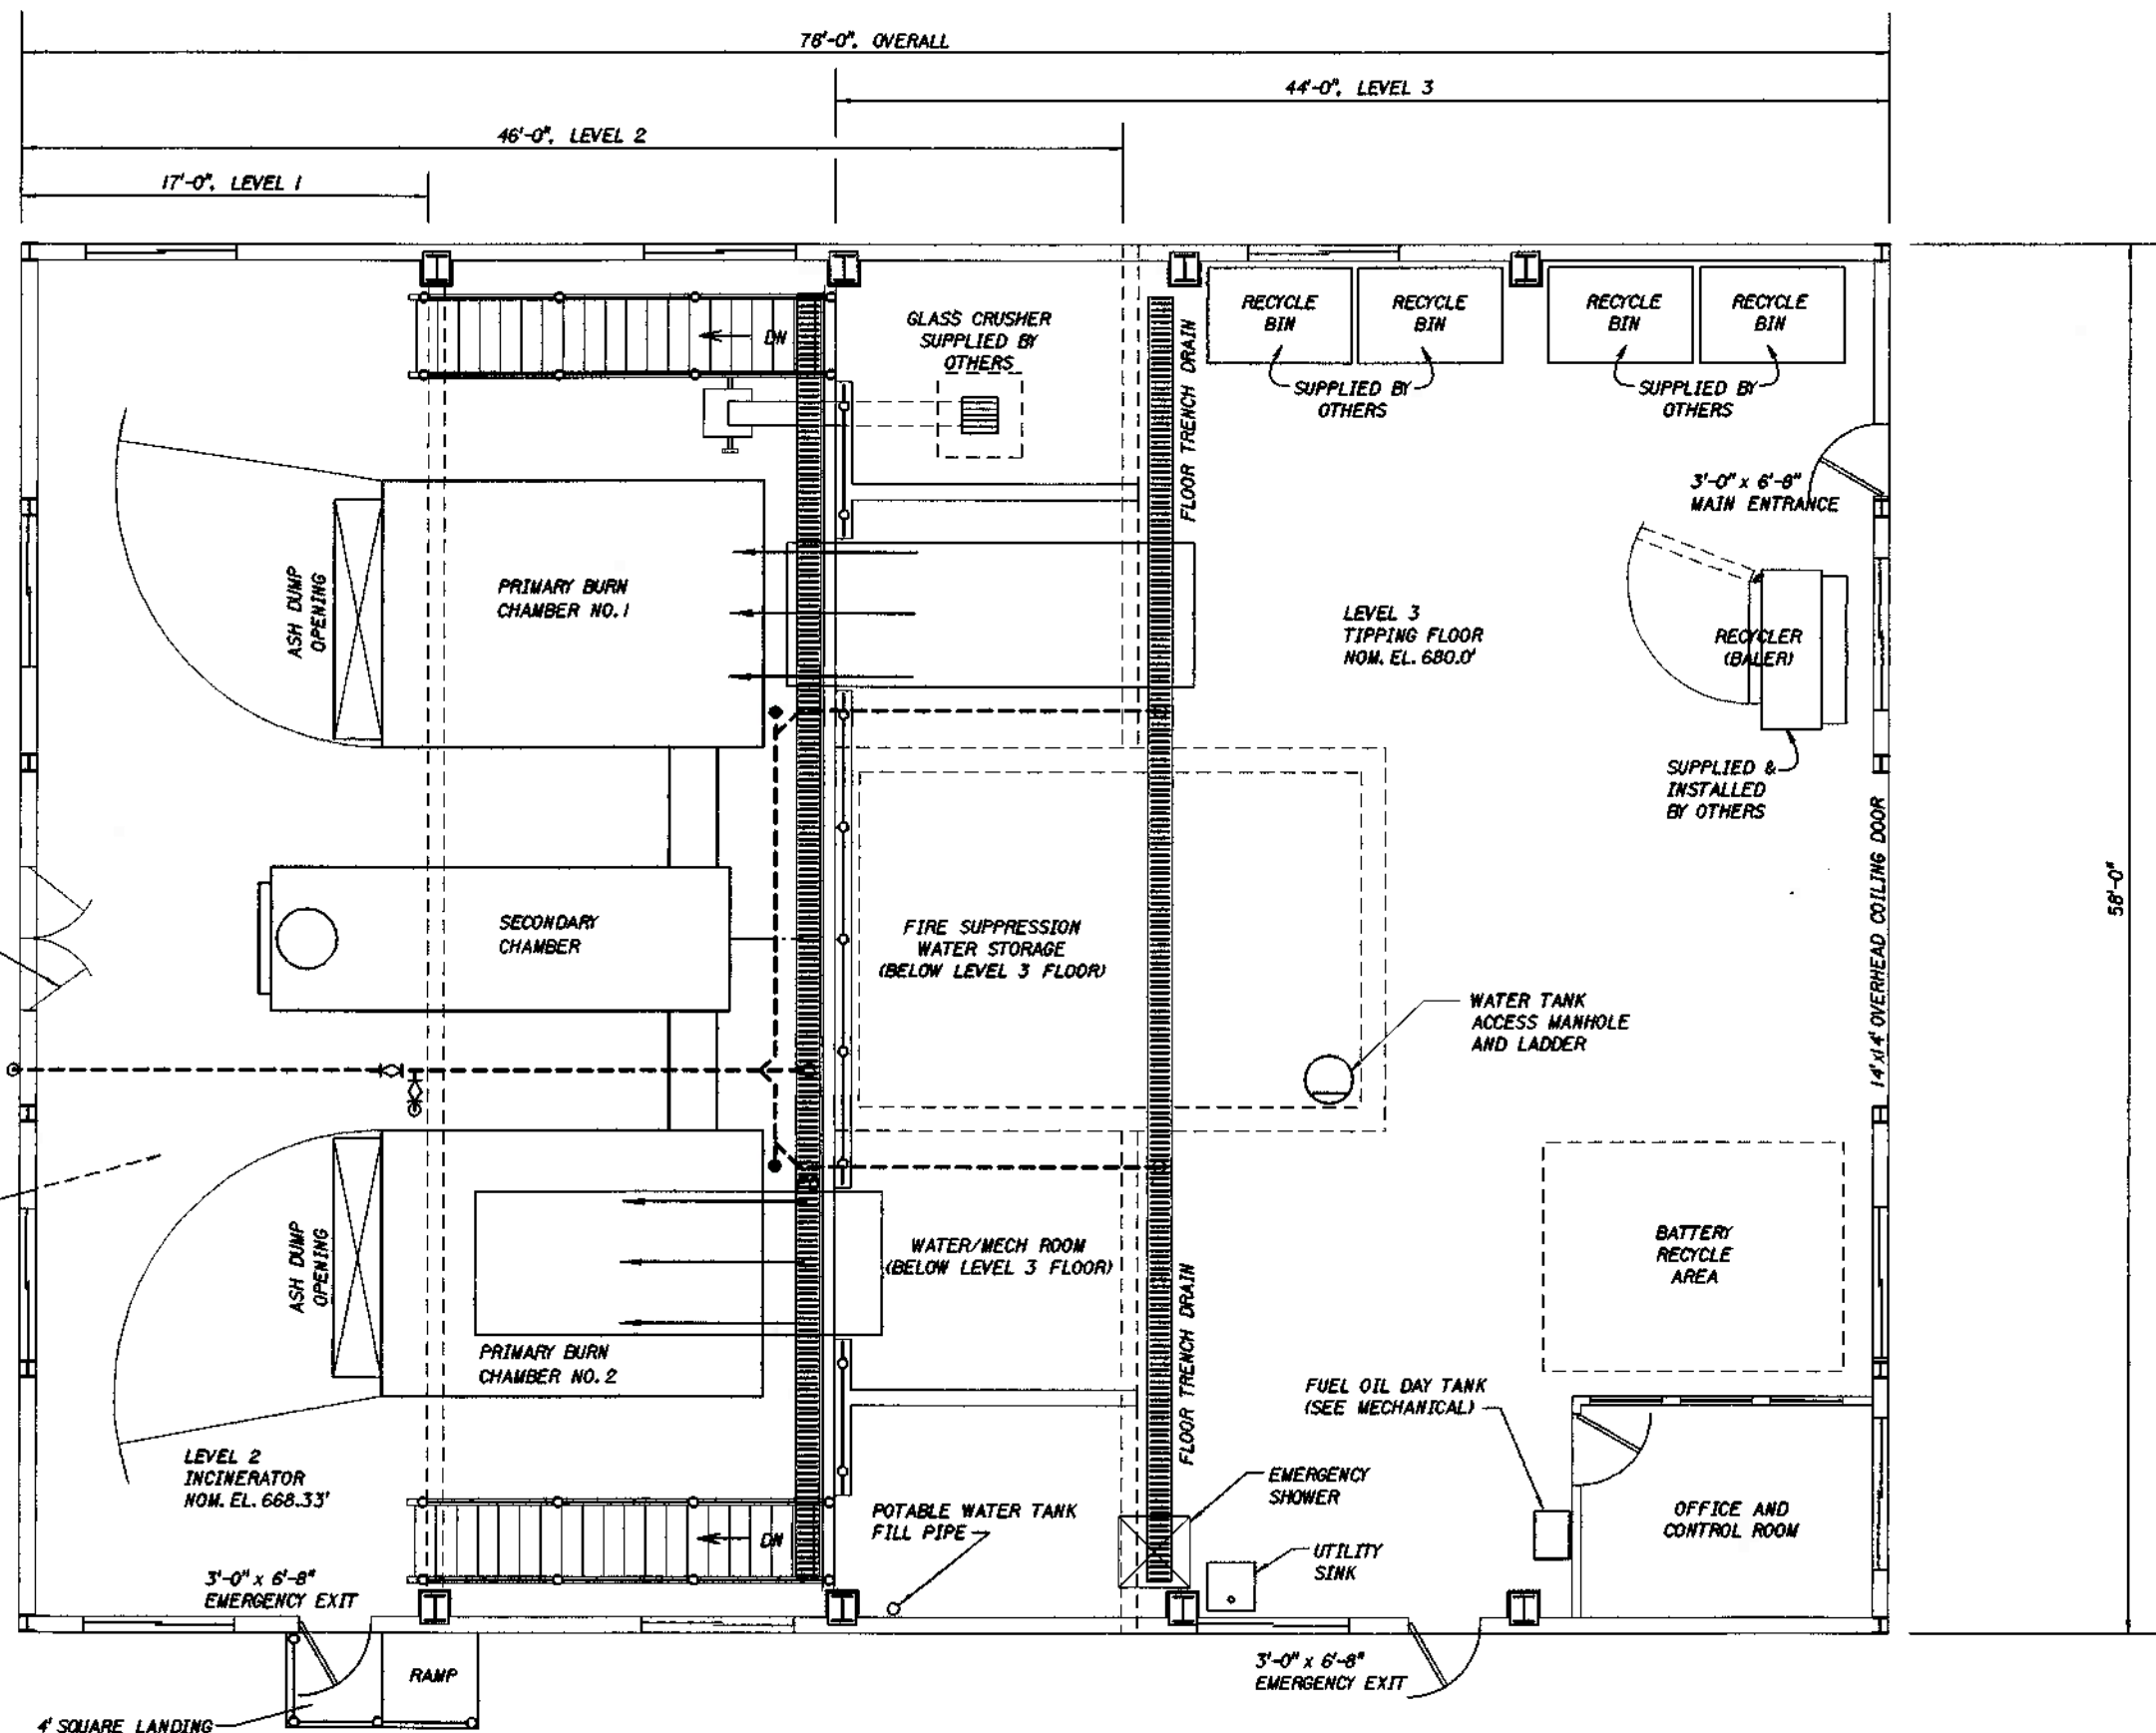 78'-0", OVERALL
44'-0", LEVEL 3
46'-0", LEVEL 2
17'-0", LEVEL 1
DN
GLASS CRUSHER
SUPPLIED BY
OTHERS
FLOOR TRENCH DRAIN
RECYCLE
BIN
RECYCLE
BIN
RECYCLE
BIN
RECYCLE
BIN
SUPPLIED BY
OTHERS
SUPPLIED BY
OTHERS
3'-0" x 6'-8"
MAIN ENTRANCE
ASH DUMP
OPENING
PRIMARY BURN
CHAMBER NO. 1
LEVEL 3
TIPPING FLOOR
NOM. EL. 680.0'
RECYCLER
(BALER)
SUPPLIED &
INSTALLED
BY OTHERS
14'x14' OVERHEAD COILING DOOR
58'-0"
SECONDARY
CHAMBER
FIRE SUPPRESSION
WATER STORAGE
(BELOW LEVEL 3 FLOOR)
WATER TANK
ACCESS MANHOLE
AND LADDER
ASH DUMP
OPENING
PRIMARY BURN
CHAMBER NO. 2
WATER/MECH ROOM
(BELOW LEVEL 3 FLOOR)
FLOOR TRENCH DRAIN
BATTERY
RECYCLE
AREA
FUEL OIL DAY TANK
(SEE MECHANICAL)
LEVEL 2
INCINERATOR
NOM. EL. 668.33'
DN
POTABLE WATER TANK
FILL PIPE
EMERGENCY
SHOWER
UTILITY
SINK
OFFICE AND
CONTROL ROOM
3'-0" x 6'-8"
EMERGENCY EXIT
RAMP
3'-0" x 6'-8"
EMERGENCY EXIT
4' SQUARE LANDING